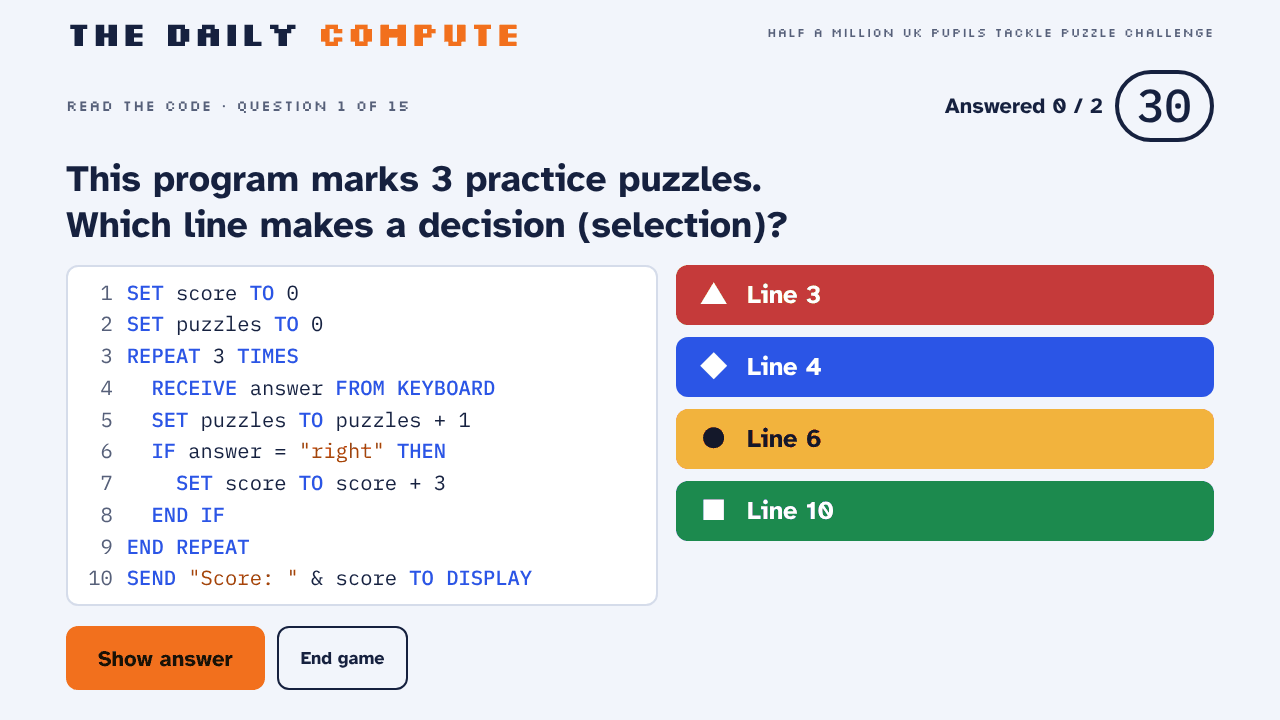 THE DAILY COMPUTE
HALF A MILLION UK PUPILS TACKLE PUZZLE CHALLENGE
READ THE CODE · QUESTION 1 OF 15
Answered 0 / 2
30
This program marks 3 practice puzzles.
Which line makes a decision (selection)?
1 SET score TO 0
2 SET puzzles TO 0
3 REPEAT 3 TIMES
4 RECEIVE answer FROM KEYBOARD
5 SET puzzles TO puzzles + 1
6 IF answer = "right" THEN
7 SET score TO score + 3
8 END IF
9 END REPEAT
10 SEND "Score: " & score TO DISPLAY
Line 3
Line 4
Line 6
Line 10
Show answer
End game